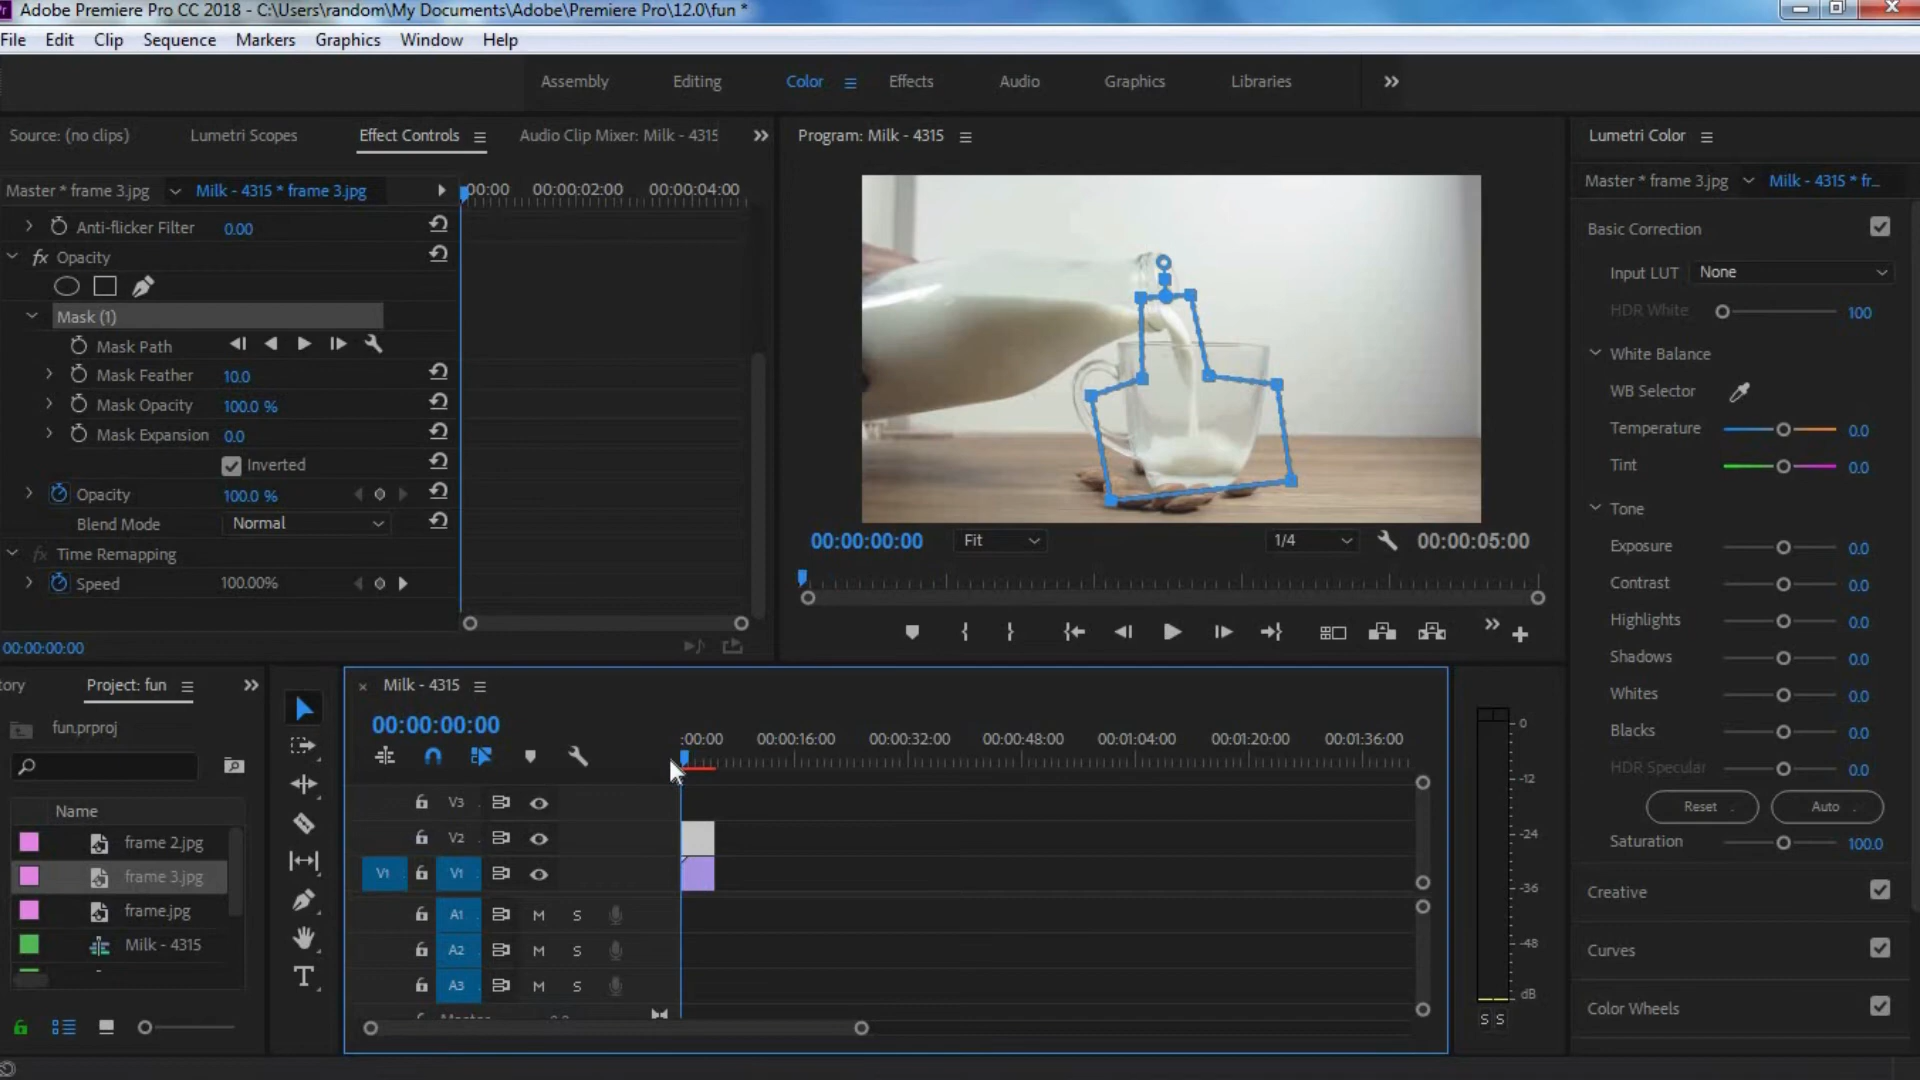 Adobe Premiere Pro CC 2018 - C:\Users\random\My Documents\Adobe\Premiere Pro\12.0\fun *
File Edit Clip Sequence Markers Graphics Window Help
Assembly Editing Color Effects Audio Graphics Libraries
Source: (no clips) Lumetri Scopes Effect Controls Audio Clip Mixer: Milk - 4315
Program: Milk - 4315
Lumetri Color
Master * frame 3.jpg Milk - 4315 * frame 3.jpg
:00:00 00:00:02:00 00:00:04:00
Master * frame 3.jpg Milk - 4315 * fr...
Anti-flicker Filter 0.00
fx Opacity
Mask (1)
Mask Path
Mask Feather 10.0
Mask Opacity 100.0 %
Mask Expansion 0.0
Inverted
Opacity 100.0 %
Blend Mode Normal
fx Time Remapping
Speed 100.00%
00:00:00:00
00:00:00:00 Fit 1/4 00:00:05:00
Basic Correction
Input LUT None
HDR White 100
White Balance
WB Selector
Temperature 0.0
Tint 0.0
Tone
Exposure 0.0
Contrast 0.0
Highlights 0.0
Shadows 0.0
Whites 0.0
Blacks 0.0
HDR Specular 0.0
Reset Auto
Saturation 100.0
Creative
Curves
Color Wheels
tory Project: fun
fun.prproj
Name
frame 2.jpg
frame 3.jpg
frame.jpg
Milk - 4315
Milk - 4315
00:00:00:00
:00:00 00:00:16:00 00:00:32:00 00:00:48:00 00:01:04:00 00:01:20:00 00:01:36:00
V3
V2
V1 V1
A1 M S
A2 M S
A3 M S
0
-12
-24
-36
-48
dB
S S